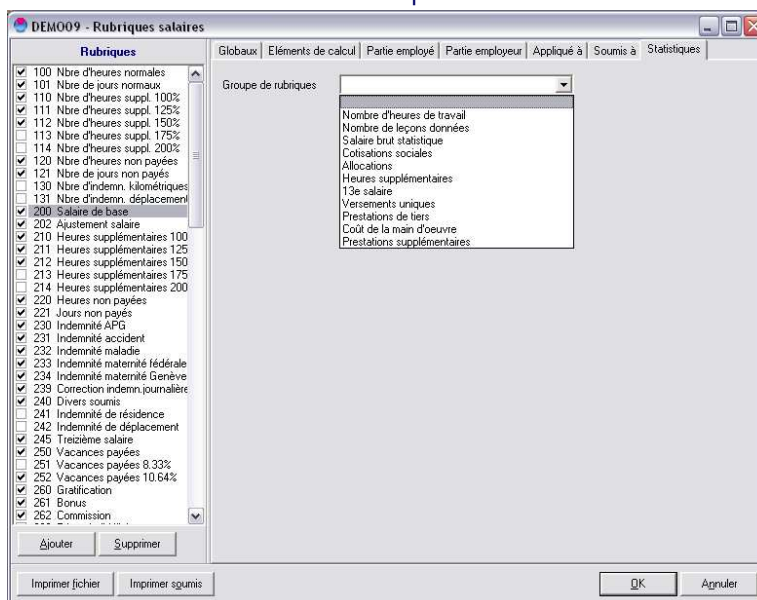 DEMO09 - Rubriques salaires
Rubriques
100 Nbre d'heures normales
101 Nbre de jours normaux
110 Nbre d'heures suppl. 100%
111 Nbre d'heures suppl. 125%
112 Nbre d'heures suppl. 150%
113 Nbre d'heures suppl. 175%
114 Nbre d'heures suppl. 200%
120 Nbre d'heures non payées
121 Nbre de jours non payés
130 Nbre d'indemn. kilométriques
131 Nbre d'indemn. déplacement
200 Salaire de base
202 Ajustement salaire
210 Heures supplémentaires 100
211 Heures supplémentaires 125
212 Heures supplémentaires 150
213 Heures supplémentaires 175
214 Heures supplémentaires 200
220 Heures non payées
221 Jours non payés
230 Indemnité APG
231 Indemnité accident
232 Indemnité maladie
233 Indemnité maternité fédérale
234 Indemnité maternité Genève
239 Correction indemn.journalière
240 Divers soumis
241 Indemnité de résidence
242 Indemnité de déplacement
245 Treizième salaire
250 Vacances payées
251 Vacances payées 8.33%
252 Vacances payées 10.64%
260 Gratification
261 Bonus
262 Commission
Ajouter
Supprimer
Globaux
Eléments de calcul
Partie employé
Partie employeur
Appliqué à
Soumis à
Statistiques
Groupe de rubriques
Nombre d'heures de travail
Nombre de leçons données
Salaire brut statistique
Cotisations sociales
Allocations
Heures supplémentaires
13e salaire
Versements uniques
Prestations de tiers
Coût de la main d'oeuvre
Prestations supplémentaires
Imprimer fichier
Imprimer soumis
OK
Annuler